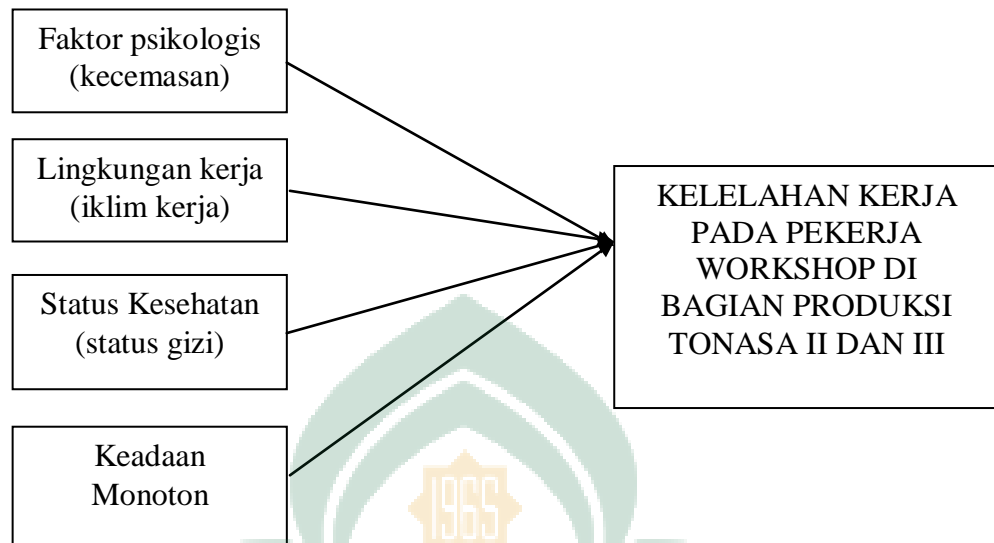 Faktor psikologis
(kecemasan)
Lingkungan kerja
(iklim kerja)
Status Kesehatan
(status gizi)
Keadaan
Monoton
KELELAHAN KERJA
PADA PEKERJA
WORKSHOP DI
BAGIAN PRODUKSI
TONASA II DAN III
1965